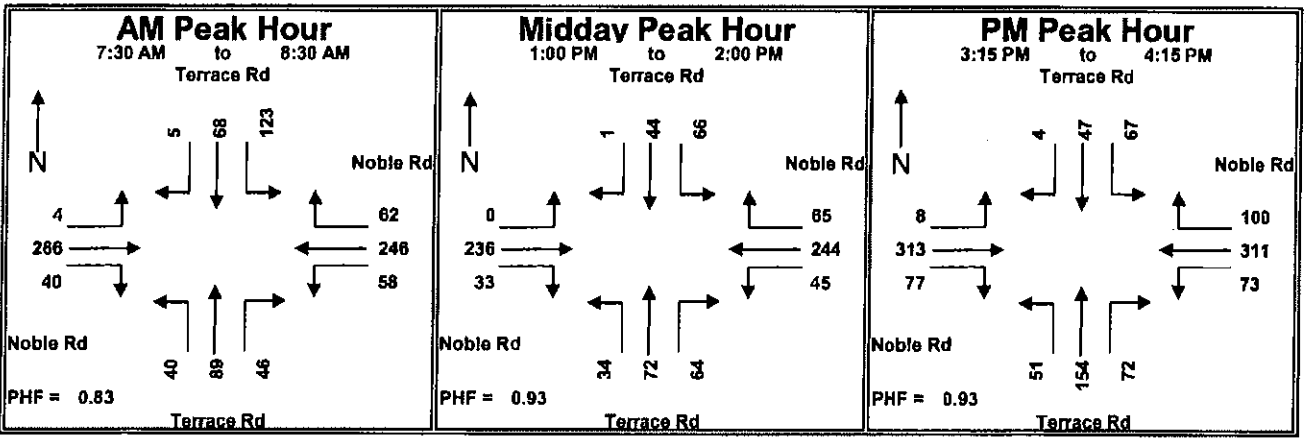 AM Peak Hour
7:30 AM to 8:30 AM
Terrace Rd
5 68 123
N
Noble Rd
4 62
266 246
40 58
Noble Rd
40 89 46
PHF = 0.83
Terrace Rd
Midday Peak Hour
1:00 PM to 2:00 PM
Terrace Rd
1 44 66
N
Noble Rd
0 65
236 244
33 45
Noble Rd
34 72 64
PHF = 0.93
Terrace Rd
PM Peak Hour
3:15 PM to 4:15 PM
Terrace Rd
4 47 67
N
Noble Rd
8 100
313 311
77 73
Noble Rd
51 154 72
PHF = 0.93
Terrace Rd